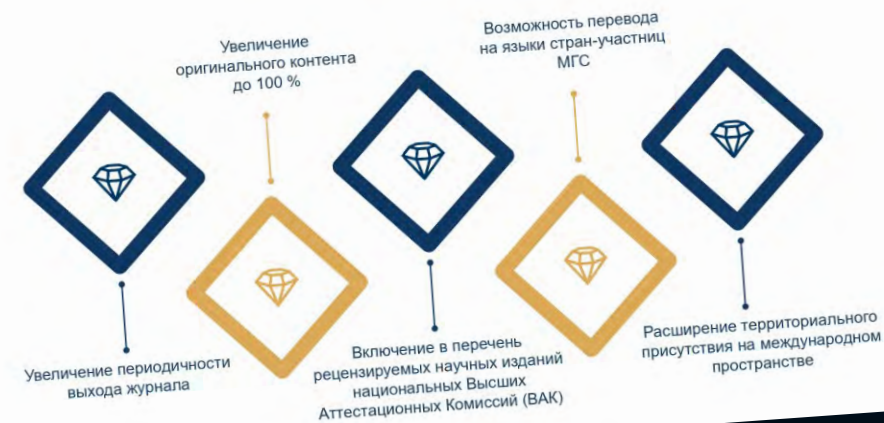 Увеличение
оригинального контента
до 100 %
Возможность перевода
на языки стран-участниц
МГС
Увеличение периодичности
выхода журнала
Включение в перечень
рецензируемых научных изданий
национальных Высших
Аттестационных Комиссий (ВАК)
Расширение территориального
присутствия на международном
пространстве